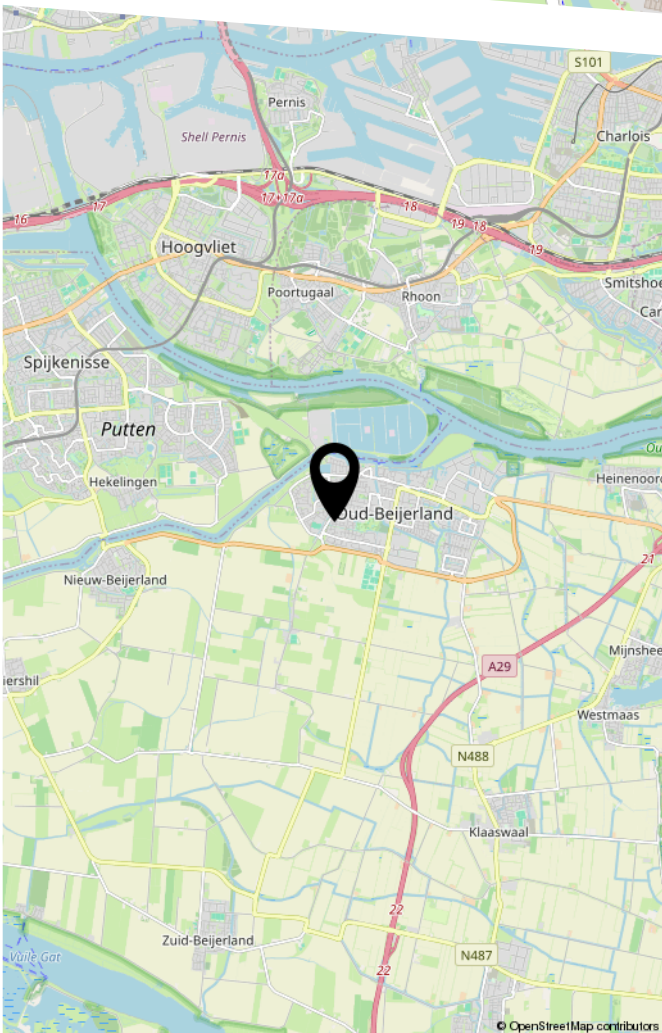 S101
Pernis
Charlois
Shell Pernis
17a
17+17a
16
17
18
19
18
19
Hoogvliet
Poortugaal
Rhoon
Smitshoe
Car
Spijkenisse
Putten
Ou
Hekelingen
Heinenoord
Oud-Beijerland
21
Nieuw-Beijerland
Mijnshee
A29
iershil
Westmaas
N488
Klaaswaal
22
Zuid-Beijerland
N487
Vuile Gat
22
© OpenStreetMap contributors